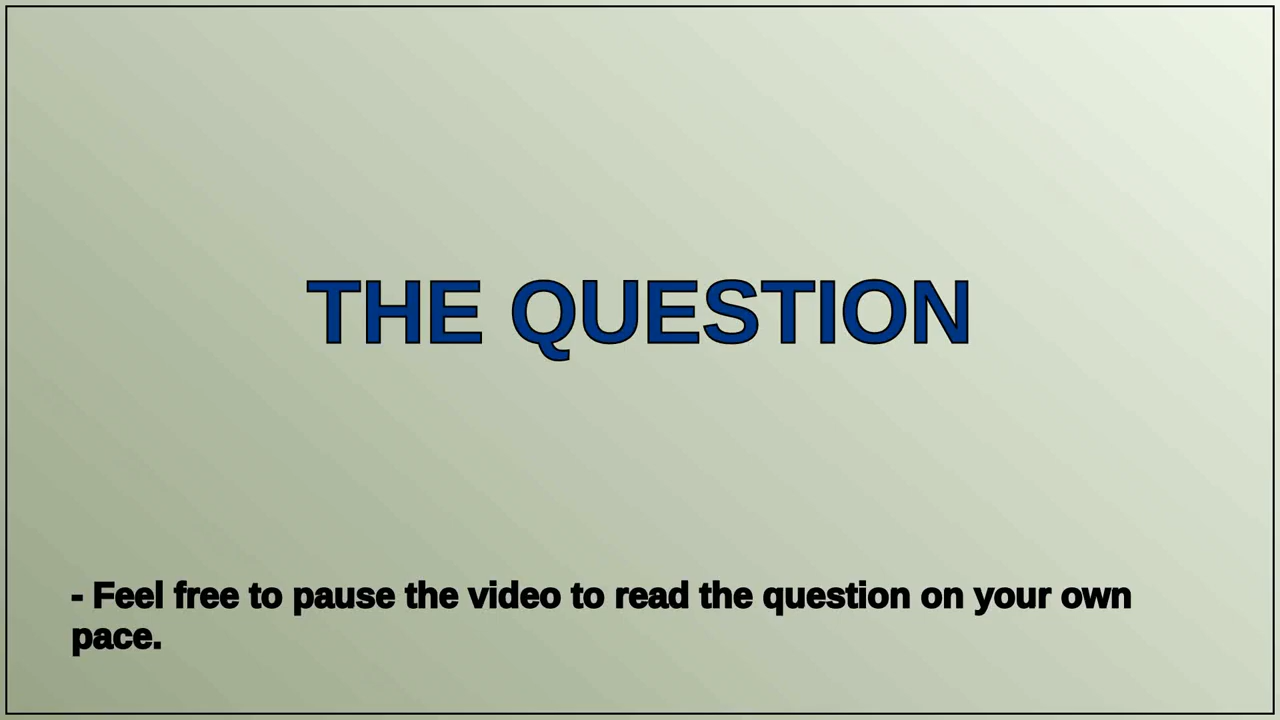 THE QUESTION
- Feel free to pause the video to read the question on your own
pace.